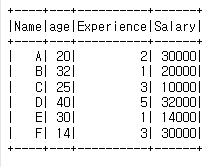 +----+---+----------+------+
|Name|age|Experience|Salary|
+----+---+----------+------+
|   A| 20|         2| 30000|
|   B| 32|         1| 20000|
|   C| 25|         3| 10000|
|   D| 40|         5| 32000|
|   E| 30|         1| 14000|
|   F| 14|         3| 30000|
+----+---+----------+------+